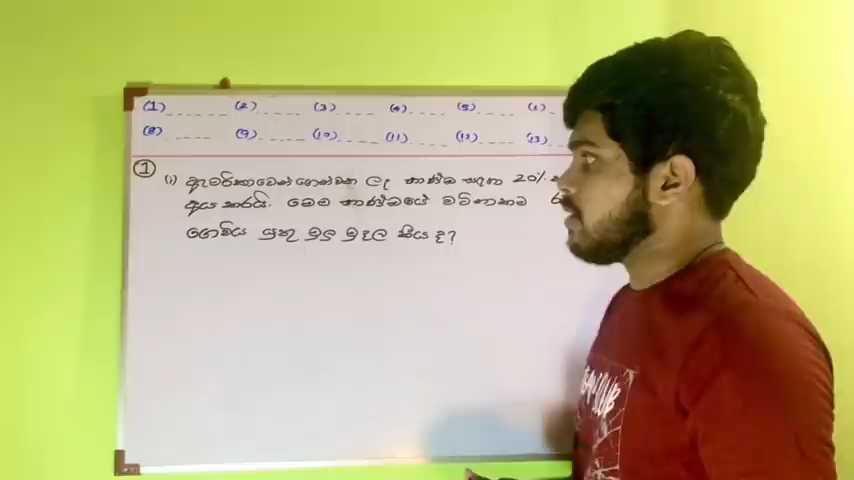 (1) ------ (2) ------ (3) ------ (4) ------ (5) ------ (6)
(8) ------ (9) ------ (10) ------ (11) ------ (12) ------ (13)
1 (i) ඇමරිකාවෙන් ගෙන්වන ලද භාණ්ඩ සඳහා 20%
අය කරයි. මෙම භාණ්ඩයේ වටිනාකම
ගෙවිය යුතු මුලු මුදල කීය ද?